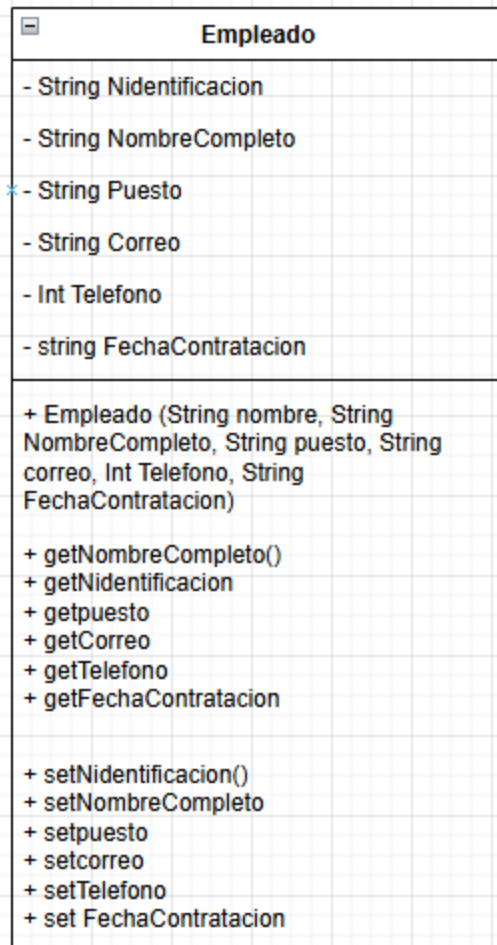 Empleado
- String Nidentificacion
- String NombreCompleto
- String Puesto
- String Correo
- Int Telefono
- string FechaContratacion
+ Empleado (String nombre, String
NombreCompleto, String puesto, String
correo, Int Telefono, String
FechaContratacion)
+ getNombreCompleto()
+ getNidentificacion
+ getpuesto
+ getCorreo
+ getTelefono
+ getFechaContratacion
+ setNidentificacion()
+ setNombreCompleto
+ setpuesto
+ setcorreo
+ setTelefono
+ set FechaContratacion